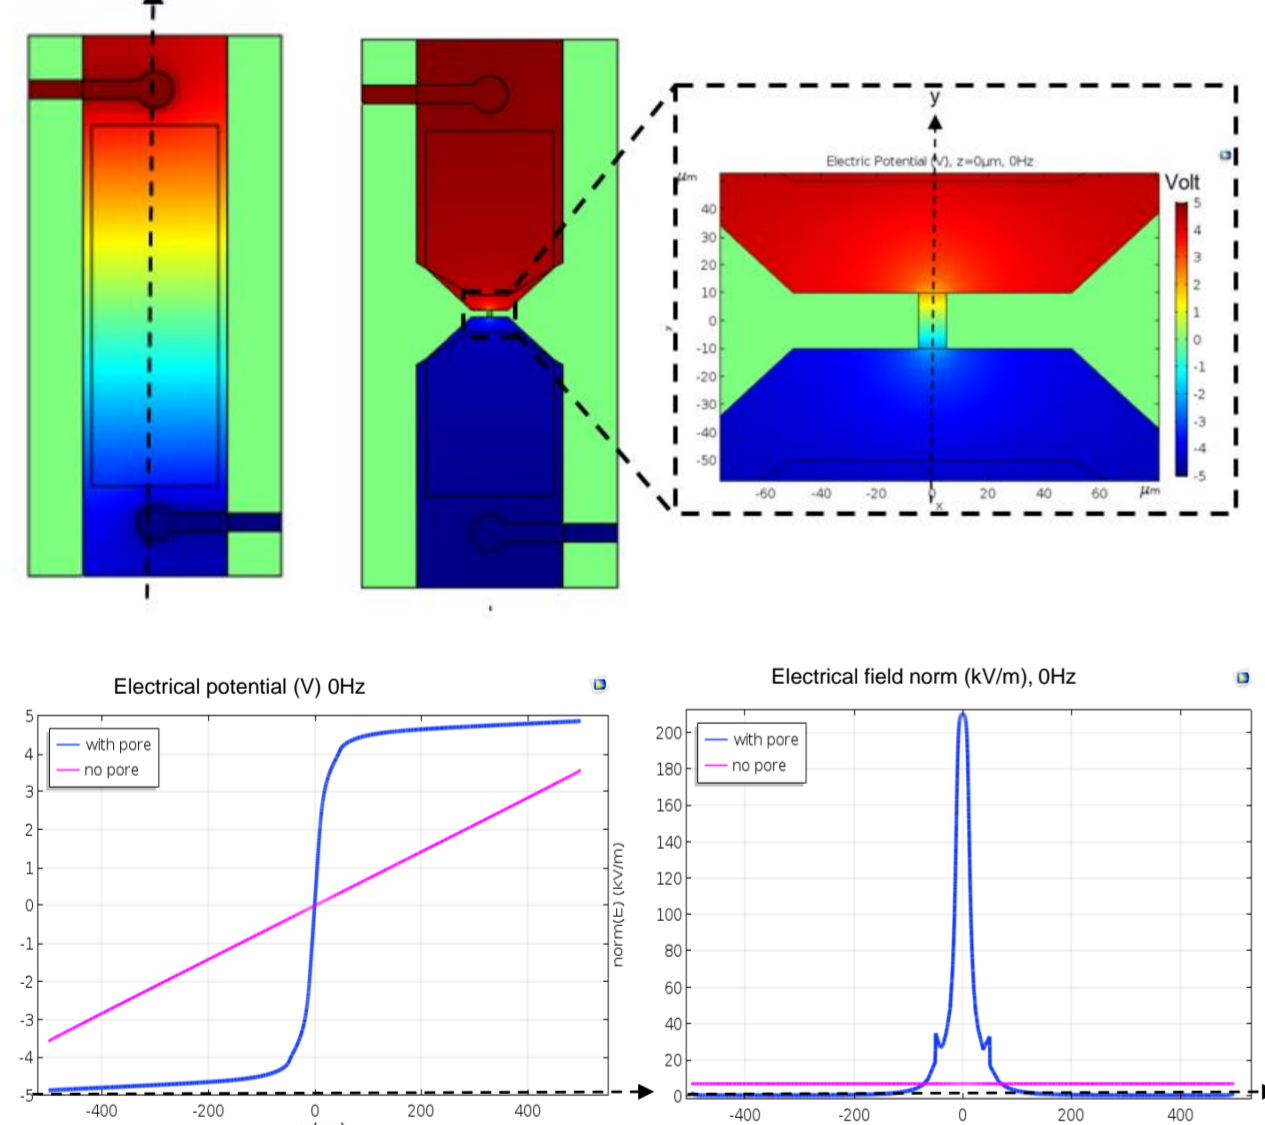 y
Electric Potential (V), z=0μm, 0Hz
μm
Volt
40
30
20
10
0
-10
-20
-30
-40
-50
5
4
3
2
1
0
-1
-2
-3
-4
-5
-60 -40 -20 0 20 40 60 μm
x
Electrical potential (V) 0Hz
with pore
no pore
5
4
3
2
1
0
-1
-2
-3
-4
-5
-400 -200 0 200 400
Electrical field norm (kV/m), 0Hz
with pore
no pore
norm(E) (kV/m)
200
180
160
140
120
100
80
60
40
20
0
-400 -200 0 200 400